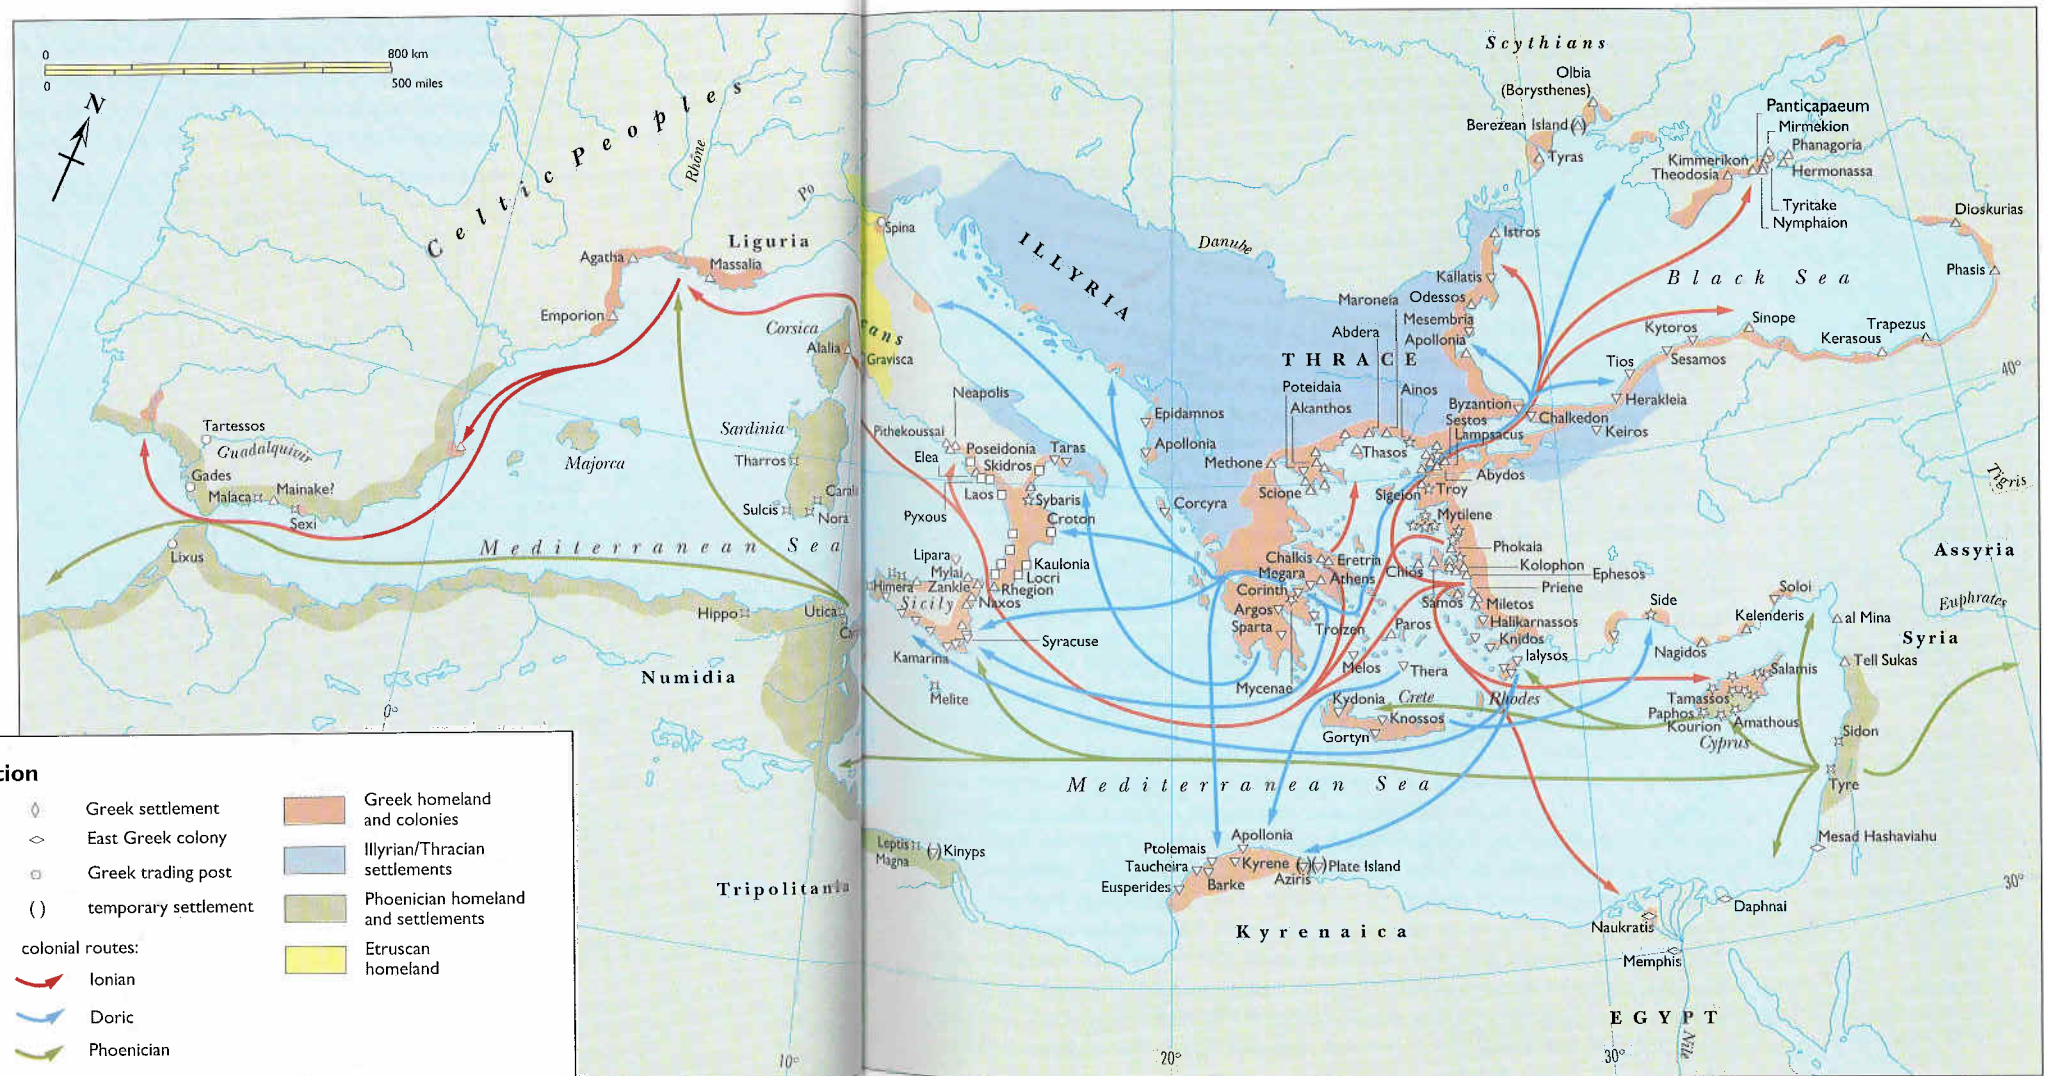 0
800 km
0
500 miles
N
Celtic Peoples
Rhône
Po
Liguria
Agatha
Massalia
Emporion
Corsica
Alalia
Tartessos
Guadalquivir
Gades
Malaca
Mainake?
Sexi
Majorca
Sardinia
Tharros
Sulcis
Carali
Nora
Mediterranean Sea
Lixus
Hippo
Utica
Numidia
0°
10°
Tripolitania
Spina
cans
Gravisca
ILLYRIA
Danube
THRACE
Neapolis
Pithekoussai
Poseidonia
Elea
Skidros
Taras
Laos
Sybaris
Pyxous
Croton
Lipara
Mylai
Kaulonia
Himera
Zankle
Locri
Rhegion
Sicily
Naxos
Syracuse
Kamarina
Melite
Epidamnos
Apollonia
Corcyra
Methone
Scione
Poteidaia
Akanthos
Abdera
Maroneia
Ainos
Thasos
Sestos
Lampsacus
Abydos
Sigeion
Troy
Mytilene
Chalkis
Eretria
Megara
Athens
Corinth
Argos
Sparta
Troizen
Mycenae
Melos
Paros
Thera
Chios
Samos
Phokaia
Kolophon
Ephesos
Priene
Miletos
Halikarnassos
Knidos
Ialysos
Rhodes
Kydonia
Crete
Knossos
Gortyn
Scythians
Olbia
(Borysthenes)
Berezean Island
Tyras
Panticapaeum
Mirmekion
Phanagoria
Kimmerikon
Theodosia
Hermonassa
Tyritake
Nymphaion
Dioskurias
Phasis
Istros
Kallatis
Odessos
Mesembria
Apollonia
Black Sea
Byzantion
Chalkedon
Keiros
Herakleia
Tios
Sesamos
Kytoros
Sinope
Kerasous
Trapezus
40°
Tigris
Assyria
Euphrates
Side
Nagidos
Kelenderis
Soloi
al Mina
Syria
Tell Sukas
Salamis
Tamassos
Paphos
Kourion
Amathous
Cyprus
Sidon
Tyre
Mesad Hashaviahu
Mediterranean Sea
Leptis
Magna
Kinyps
Apollonia
Ptolemais
Taucheira
Kyrene
Plate Island
Eusperides
Barke
Aziris
Kyrenaica
Naukratis
Daphnai
Memphis
30°
EGYPT
Nile
20°
30°
Greek settlement
East Greek colony
Greek trading post
( ) temporary settlement
colonial routes:
Ionian
Doric
Phoenician
Greek homeland
and colonies
Illyrian/Thracian
settlements
Phoenician homeland
and settlements
Etruscan
homeland